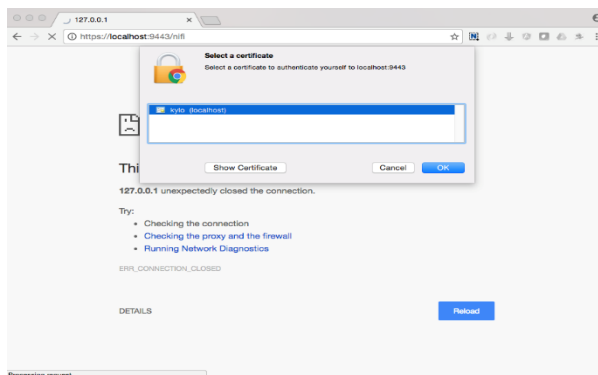 127.0.0.1
https://localhost:9443/nifi
Select a certificate
Select a certificate to authenticate yourself to localhost:9443
kylo (localhost)
Thi
Show Certificate
Cancel
OK
127.0.0.1 unexpectedly closed the connection.
Try:
Checking the connection
Checking the proxy and the firewall
Running Network Diagnostics
ERR_CONNECTION_CLOSED
DETAILS
Reload